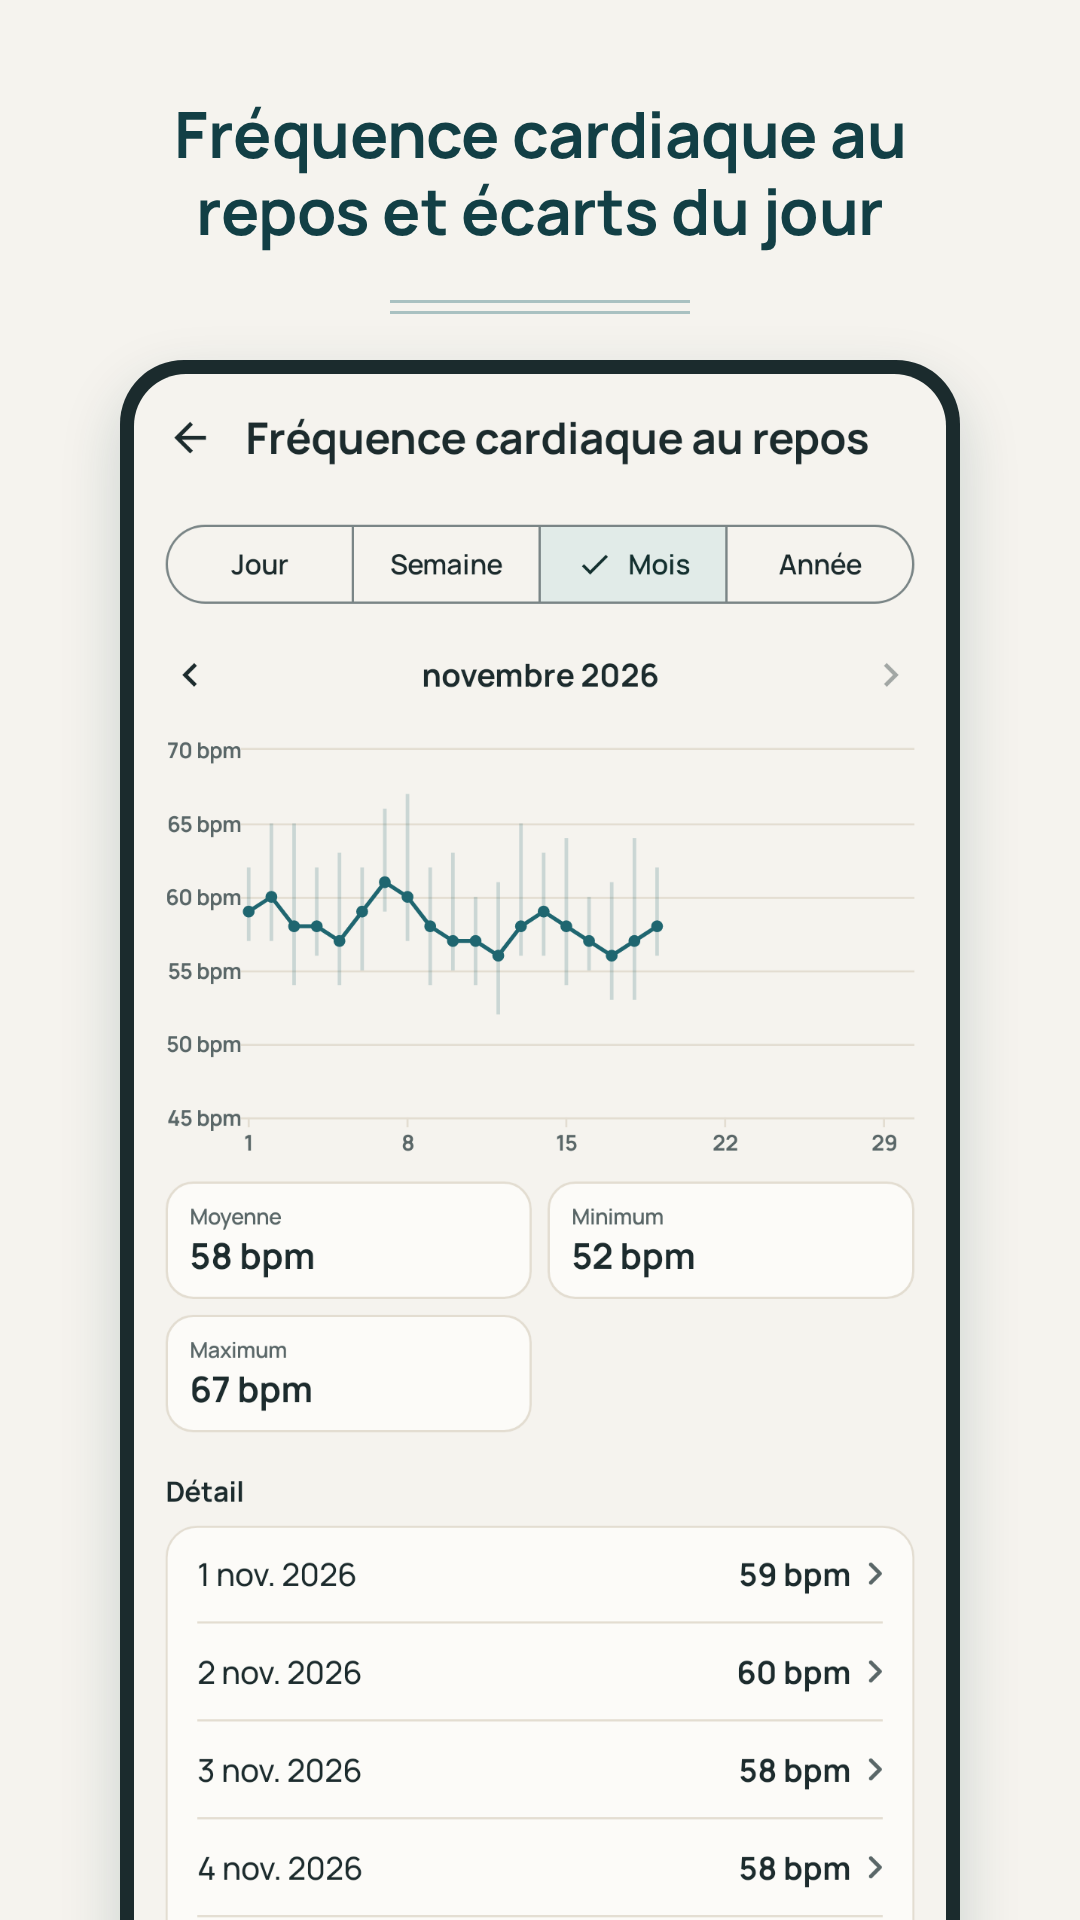 Fréquence cardiaque au
repos et écarts du jour
Fréquence cardiaque au repos
Jour
Semaine
Mois
Année
novembre 2026
70 bpm
65 bpm
60 bpm
55 bpm
50 bpm
45 bpm
1
8
15
22
29
Moyenne
58 bpm
Minimum
52 bpm
Maximum
67 bpm
Détail
1 nov. 2026
59 bpm
2 nov. 2026
60 bpm
3 nov. 2026
58 bpm
4 nov. 2026
58 bpm